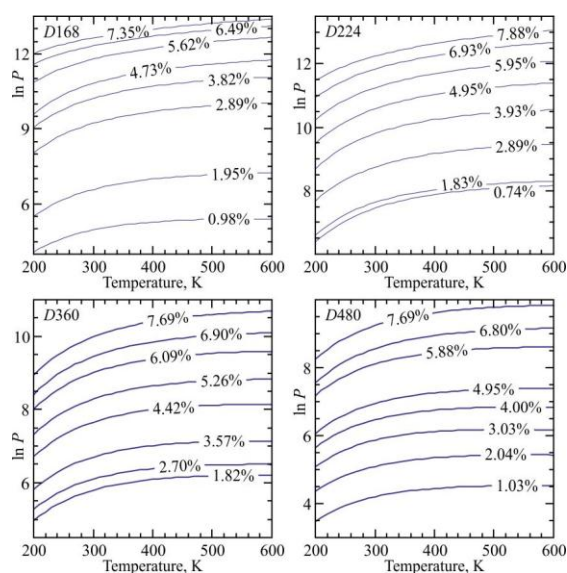 D168
7.35%
6.49%
5.62%
4.73%
3.82%
2.89%
1.95%
0.98%
12
9
6
ln P
200 300 400 500 600
Temperature, K
D224
7.88%
6.93%
5.95%
4.95%
3.93%
2.89%
1.83%
0.74%
12
10
8
ln P
200 300 400 500 600
Temperature, K
D360
7.69%
6.90%
6.09%
5.26%
4.42%
3.57%
2.70%
1.82%
10
8
6
ln P
200 300 400 500 600
Temperature, K
D480
7.69%
6.80%
5.88%
4.95%
4.00%
3.03%
2.04%
1.03%
9
6
3
ln P
200 300 400 500 600
Temperature, K